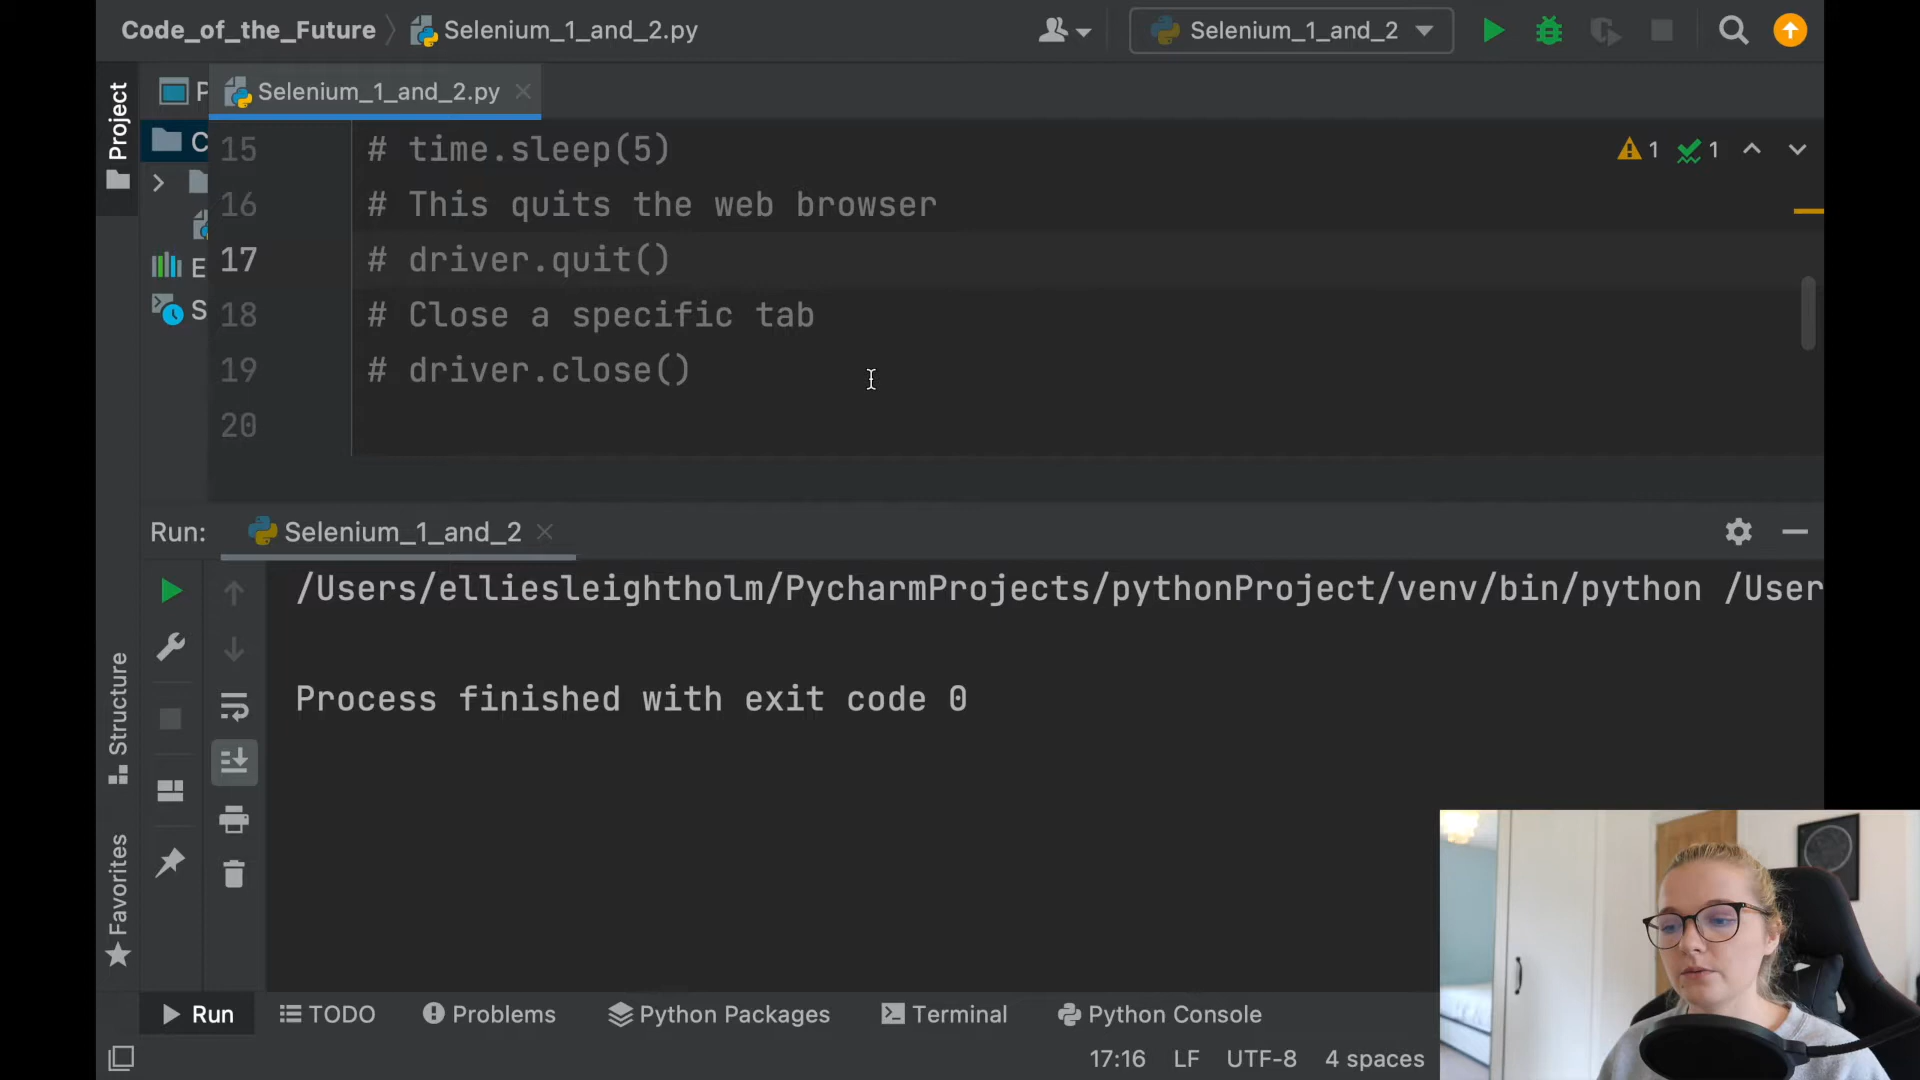 Code_of_the_Future
Selenium_1_and_2.py
Selenium_1_and_2
Project
P
Selenium_1_and_2.py
C
E
S
15 # time.sleep(5)
16 # This quits the web browser
17 # driver.quit()
18 # Close a specific tab
19 # driver.close()
20
1 1
Run: Selenium_1_and_2
/Users/elliesleightholm/PycharmProjects/pythonProject/venv/bin/python /User
Process finished with exit code 0
Structure
Favorites
Run TODO Problems Python Packages Terminal Python Console
17:16 LF UTF-8 4 spaces